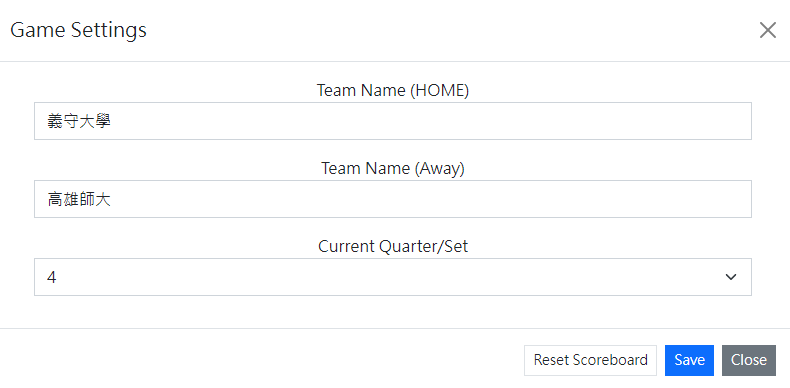 Game Settings
Team Name (HOME)
義守大學
Team Name (Away)
高雄師大
Current Quarter/Set
4
Reset Scoreboard Save Close